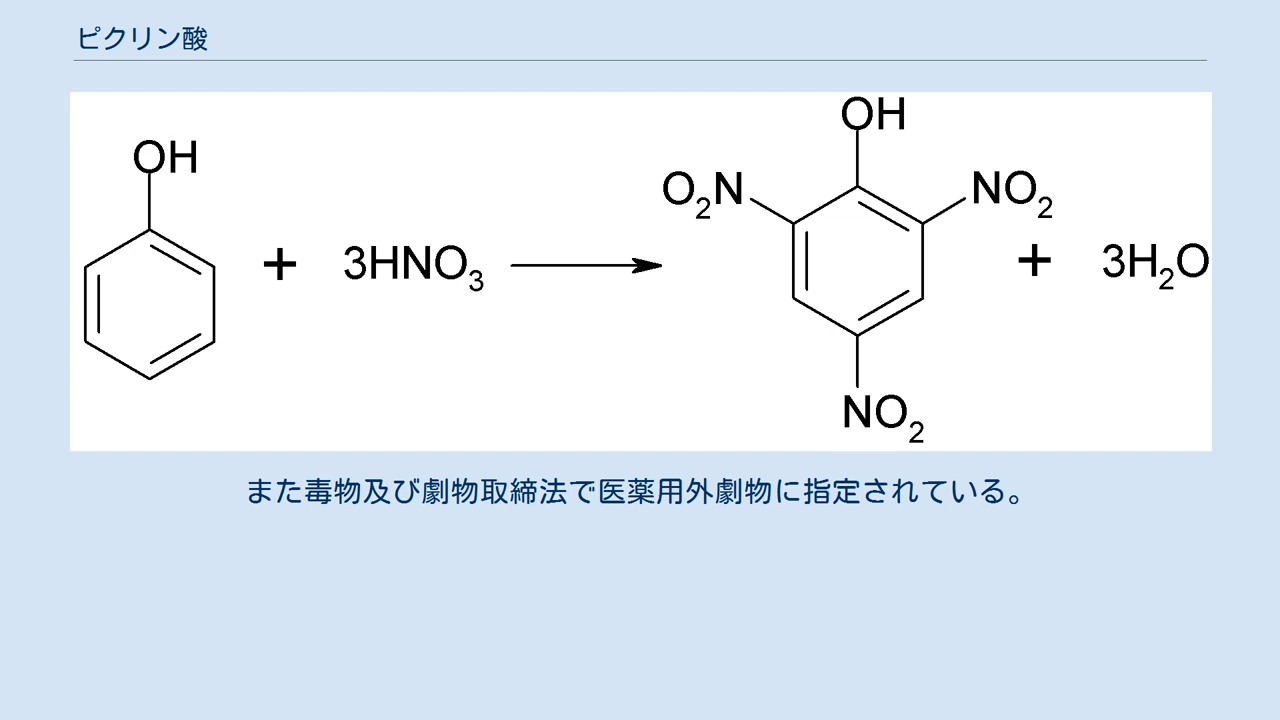 ピクリン酸
OH + 3HNO₃ → OH O₂N NO₂ NO₂ + 3H₂O
また毒物及び劇物取締法で医薬用外劇物に指定されている。